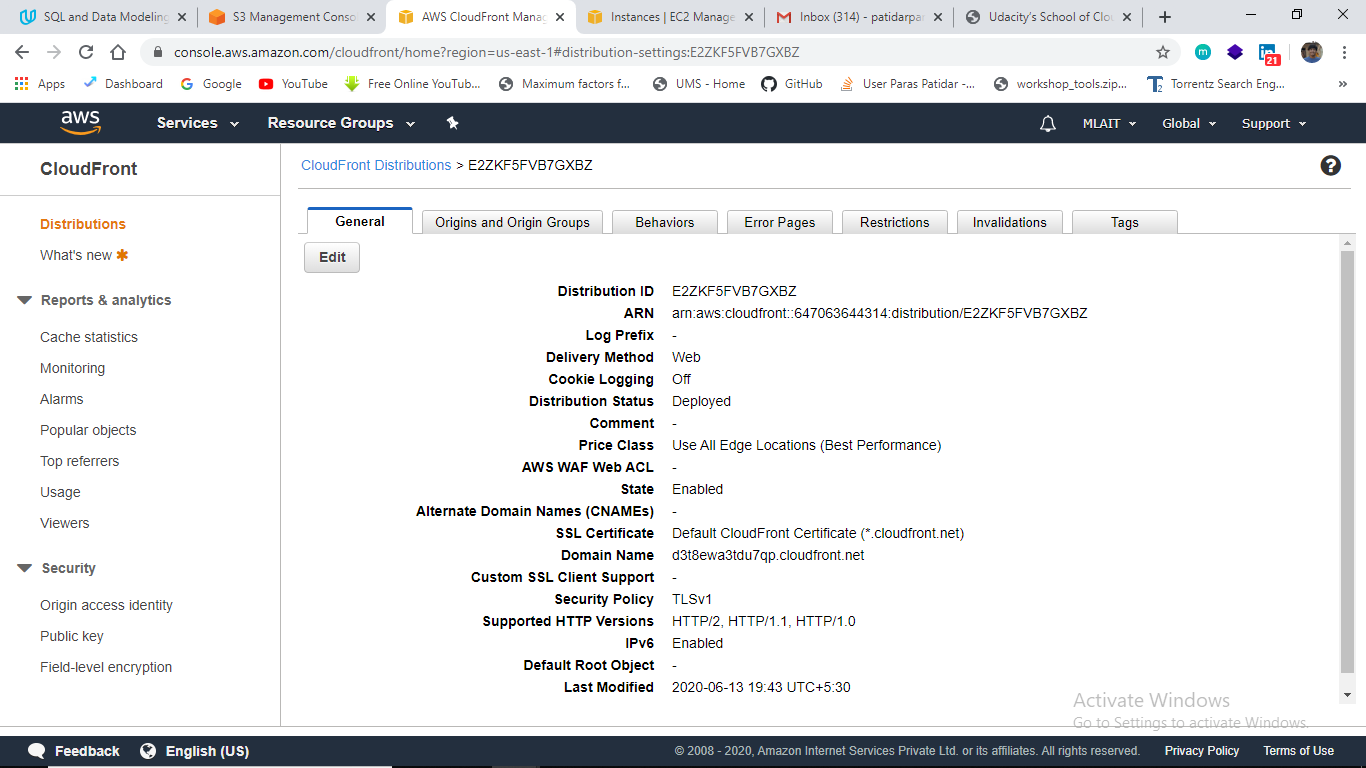 SQL and Data Modeling
S3 Management Conso
AWS CloudFront Manag
Instances | EC2 Manage
Inbox (314) - patidarpar
Udacity's School of Clou
console.aws.amazon.com/cloudfront/home?region=us-east-1#distribution-settings:E2ZKF5FVB7GXBZ
m
21
Apps
Dashboard
Google
YouTube
Free Online YouTub...
Maximum factors f...
UMS - Home
GitHub
User Paras Patidar -...
workshop_tools.zip...
Torrentz Search Eng...
»
aws
Services
Resource Groups
MLAIT
Global
Support
CloudFront
Distributions
What's new
Reports & analytics
Cache statistics
Monitoring
Alarms
Popular objects
Top referrers
Usage
Viewers
Security
Origin access identity
Public key
Field-level encryption
CloudFront Distributions > E2ZKF5FVB7GXBZ
?
General
Origins and Origin Groups
Behaviors
Error Pages
Restrictions
Invalidations
Tags
Edit
Distribution ID E2ZKF5FVB7GXBZ
ARN arn:aws:cloudfront::647063644314:distribution/E2ZKF5FVB7GXBZ
Log Prefix -
Delivery Method Web
Cookie Logging Off
Distribution Status Deployed
Comment -
Price Class Use All Edge Locations (Best Performance)
AWS WAF Web ACL -
State Enabled
Alternate Domain Names (CNAMEs) -
SSL Certificate Default CloudFront Certificate (*.cloudfront.net)
Domain Name d3t8ewa3tdu7qp.cloudfront.net
Custom SSL Client Support -
Security Policy TLSv1
Supported HTTP Versions HTTP/2, HTTP/1.1, HTTP/1.0
IPv6 Enabled
Default Root Object -
Last Modified 2020-06-13 19:43 UTC+5:30
Activate Windows
Go to Settings to activate Windows.
Feedback
English (US)
© 2008 - 2020, Amazon Internet Services Private Ltd. or its affiliates. All rights reserved.
Privacy Policy
Terms of Use